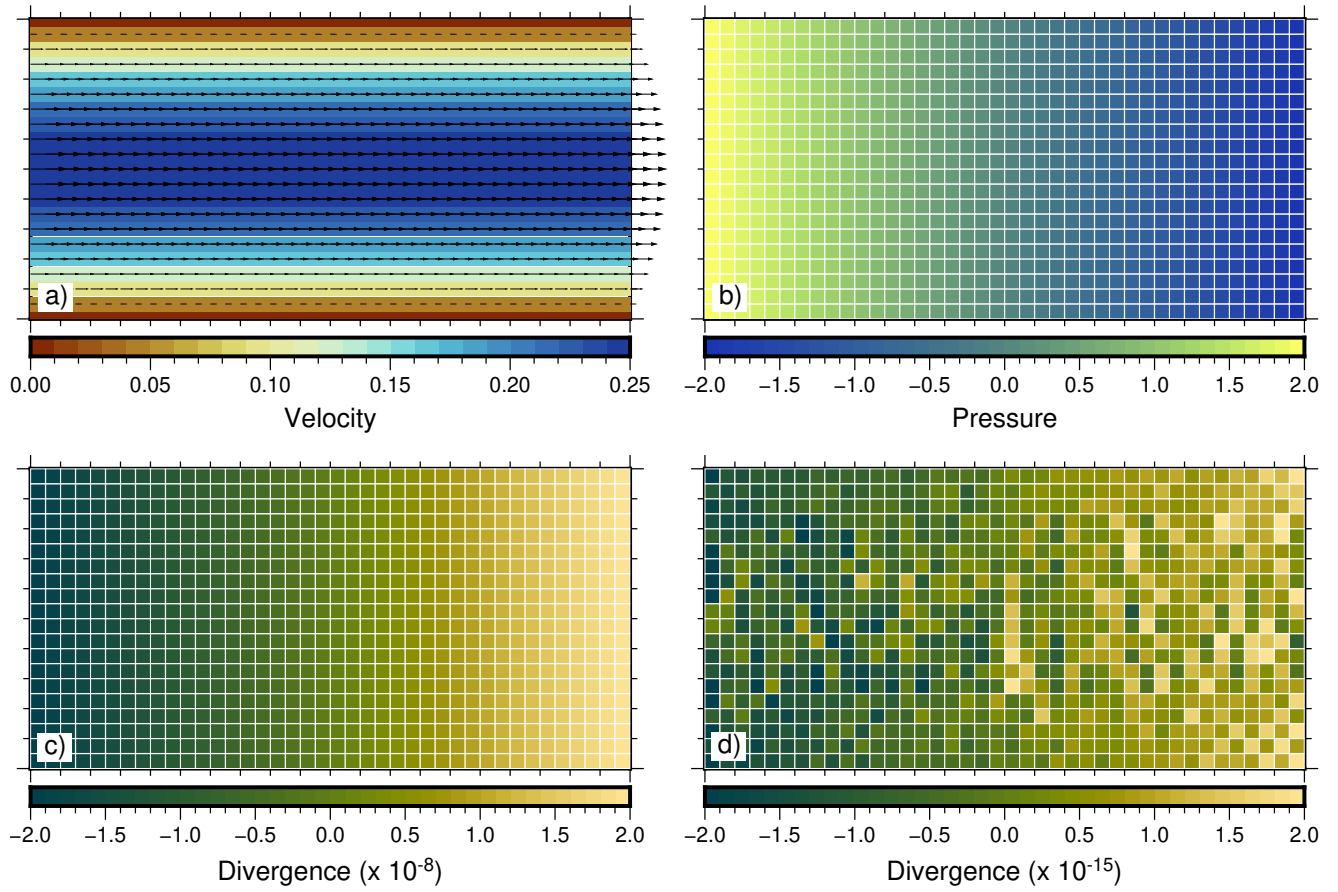 a)
0.00 0.05 0.10 0.15 0.20 0.25
Velocity
b)
−2.0 −1.5 −1.0 −0.5 0.0 0.5 1.0 1.5 2.0
Pressure
c)
−2.0 −1.5 −1.0 −0.5 0.0 0.5 1.0 1.5 2.0
Divergence (x 10⁻⁸)
d)
−2.0 −1.5 −1.0 −0.5 0.0 0.5 1.0 1.5 2.0
Divergence (x 10⁻¹⁵)